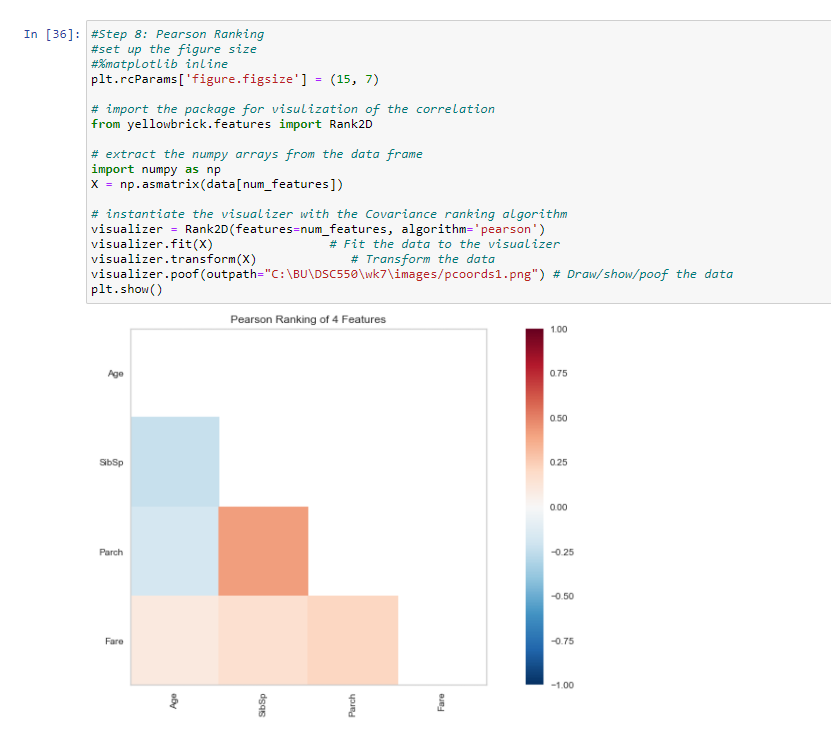 In [36]: #Step 8: Pearson Ranking
#set up the figure size
#%matplotlib inline
plt.rcParams['figure.figsize'] = (15, 7)
# import the package for visulization of the correlation
from yellowbrick.features import Rank2D
# extract the numpy arrays from the data frame
import numpy as np
X = np.asmatrix(data[num_features])
# instantiate the visualizer with the Covariance ranking algorithm
visualizer = Rank2D(features=num_features, algorithm='pearson')
visualizer.fit(X) # Fit the data to the visualizer
visualizer.transform(X) # Transform the data
visualizer.poof(outpath="C:\BU\DSC550\wk7\images/pcoords1.png") # Draw/show/poof the data
plt.show()
Pearson Ranking of 4 Features
1.00
Age
0.75
0.50
SibSp
0.25
0.00
Parch
−0.25
−0.50
Fare
−0.75
−1.00
Age
SibSp
Parch
Fare